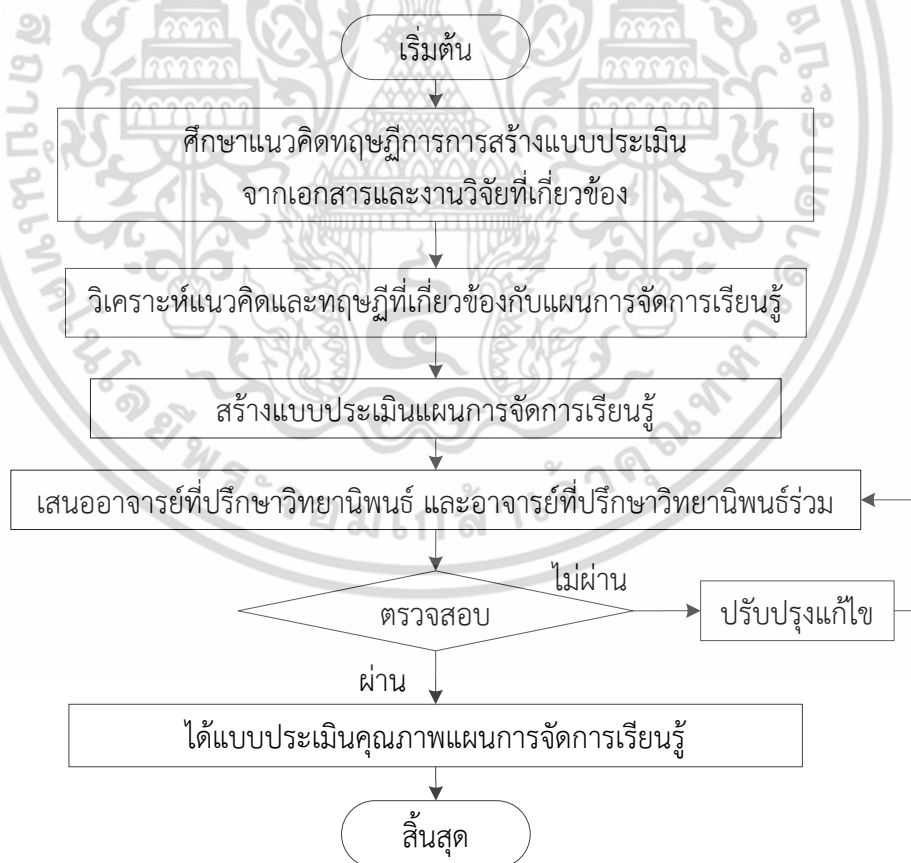 เริ่มต้น
ศึกษาแนวคิดทฤษฏีการการสร้างแบบประเมิน
จากเอกสารและงานวิจัยที่เกี่ยวข้อง
วิเคราะห์แนวคิดและทฤษฏีที่เกี่ยวข้องกับแผนการจัดการเรียนรู้
สร้างแบบประเมินแผนการจัดการเรียนรู้
เสนออาจารย์ที่ปรึกษาวิทยานิพนธ์ และอาจารย์ที่ปรึกษาวิทยานิพนธ์ร่วม
ตรวจสอบ
ไม่ผ่าน
ปรับปรุงแก้ไข
ผ่าน
ได้แบบประเมินคุณภาพแผนการจัดการเรียนรู้
สิ้นสุด